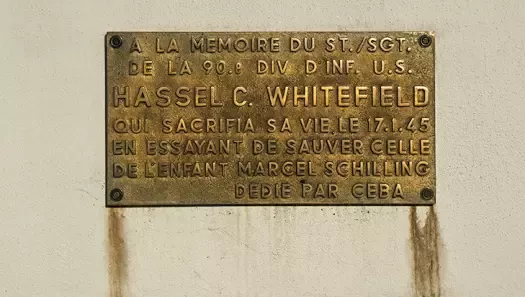 A LA MEMOIRE DU ST./SGT.
DE LA 90.e DIV D'INF. U.S.
HASSEL C. WHITEFIELD
QUI SACRIFIA SA VIE, LE 17.1.45
EN ESSAYANT DE SAUVER CELLE
DE L'ENFANT MARCEL SCHILLING
DEDIE PAR CEBA